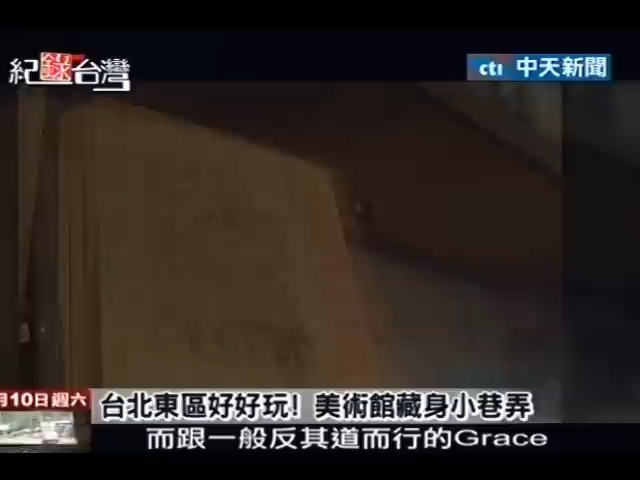 紀錄台灣
cti 中天新聞
月10日週六
台北東區好好玩! 美術館藏身小巷弄
而跟一般反其道而行的Grace